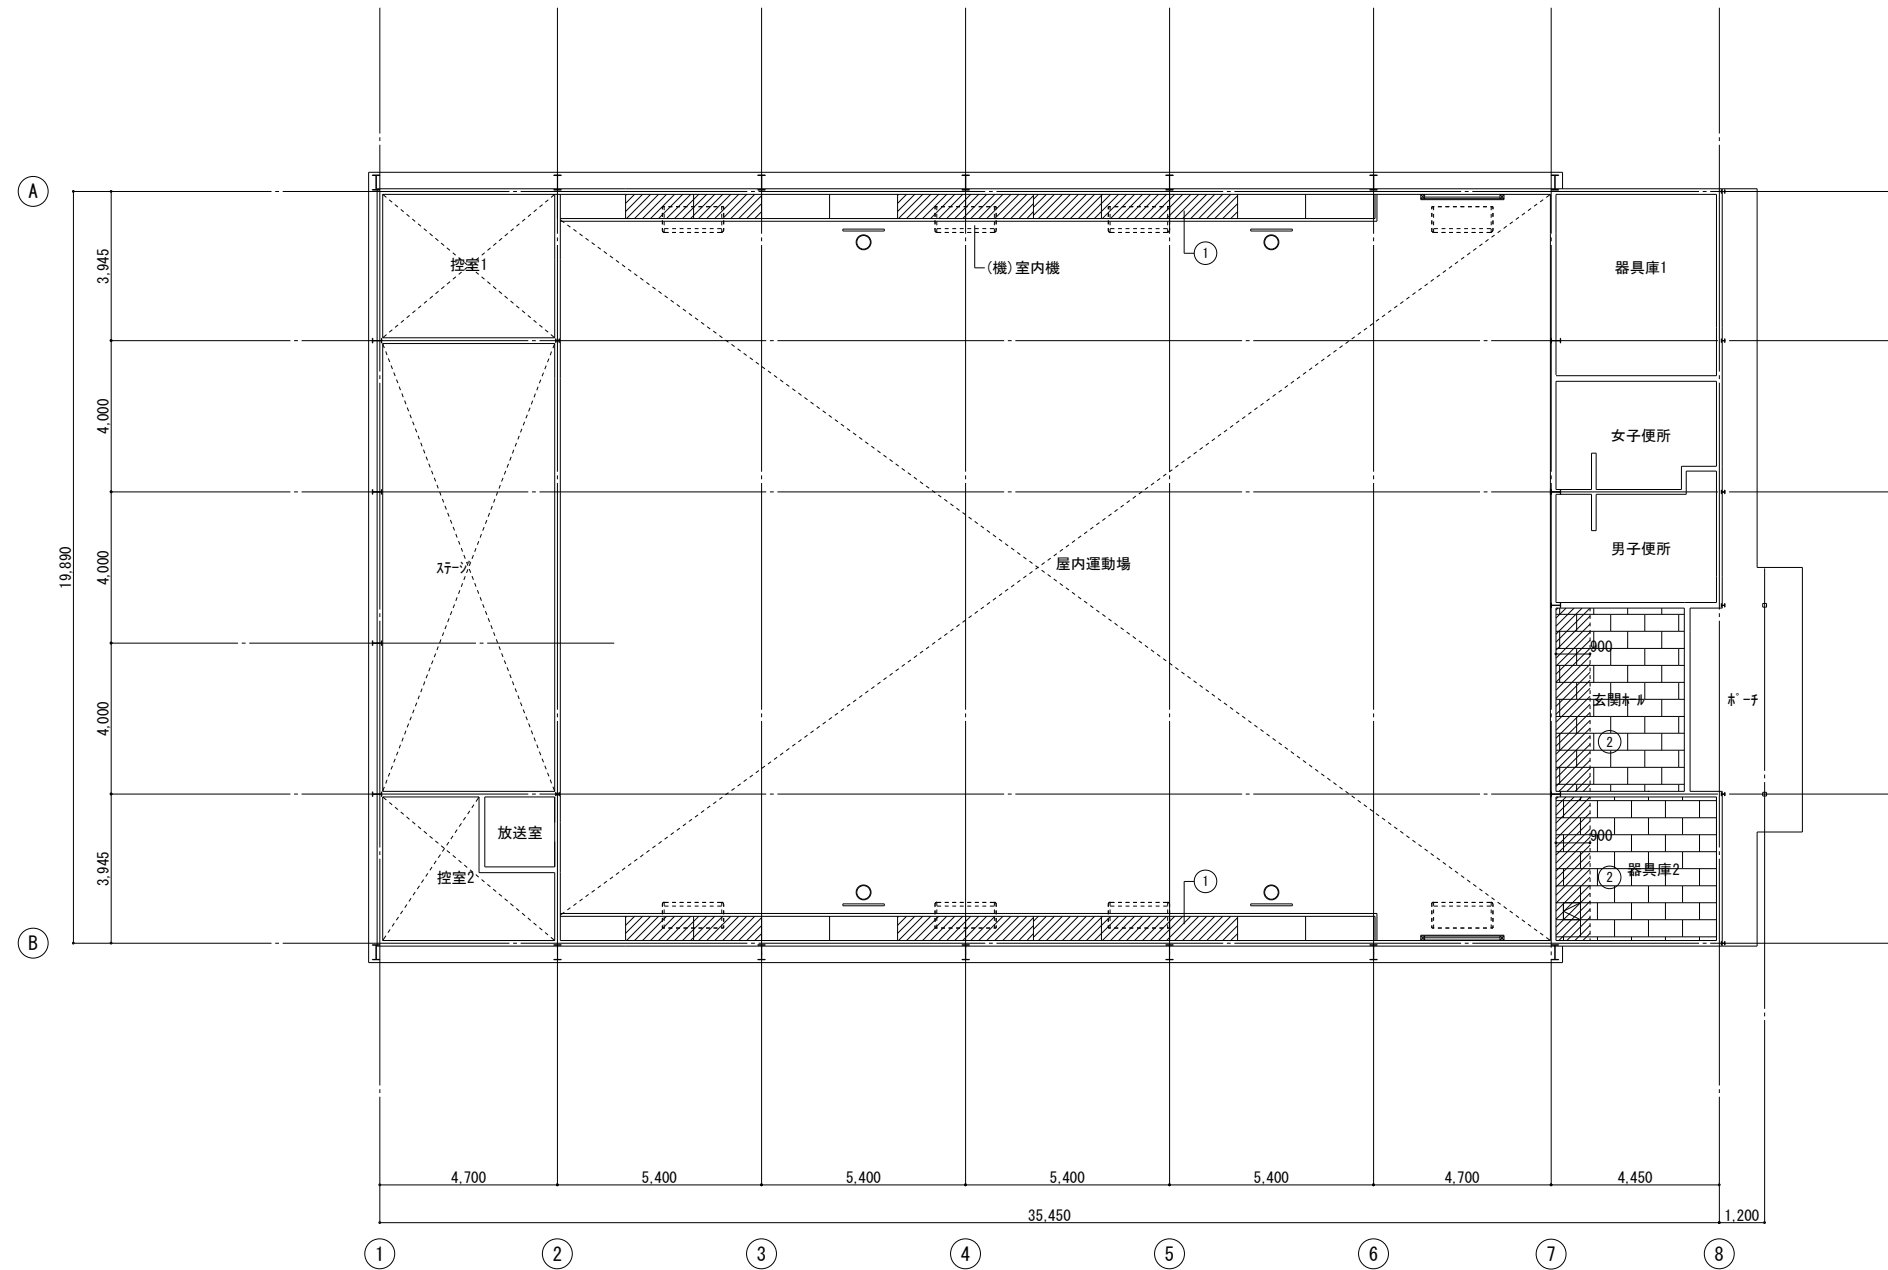 A
控室1
(機)室内機
1
器具庫1
3,945
4,000
女子便所
19,890
4,000
ステージ
屋内運動場
男子便所
900
4,000
玄関ホール
ポーチ
2
3,945
放送室
900
控室2
1
2
器具庫2
B
4,700
5,400
5,400
5,400
5,400
4,700
4,450
35,450
1,200
1
2
3
4
5
6
7
8